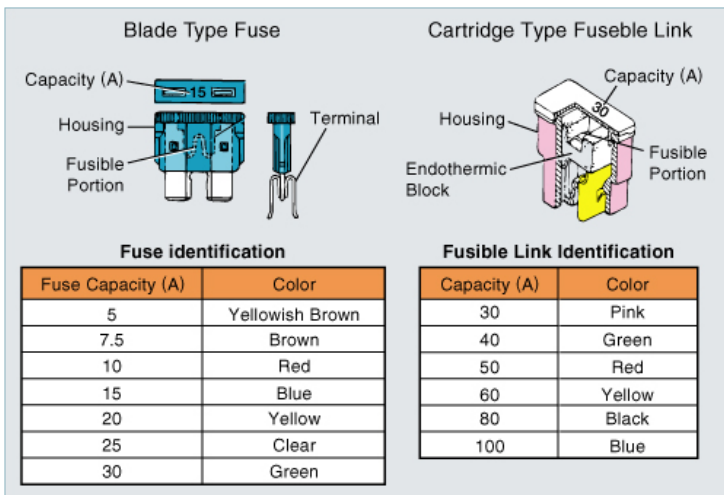 Blade Type Fuse
Capacity (A)
15
Housing
Fusible
Portion
Terminal
Fuse identification
Fuse Capacity (A) Color
5 Yellowish Brown
7.5 Brown
10 Red
15 Blue
20 Yellow
25 Clear
30 Green
Cartridge Type Fuseble Link
Capacity (A)
30
Housing
Endothermic
Block
Fusible
Portion
Fusible Link Identification
Capacity (A) Color
30 Pink
40 Green
50 Red
60 Yellow
80 Black
100 Blue